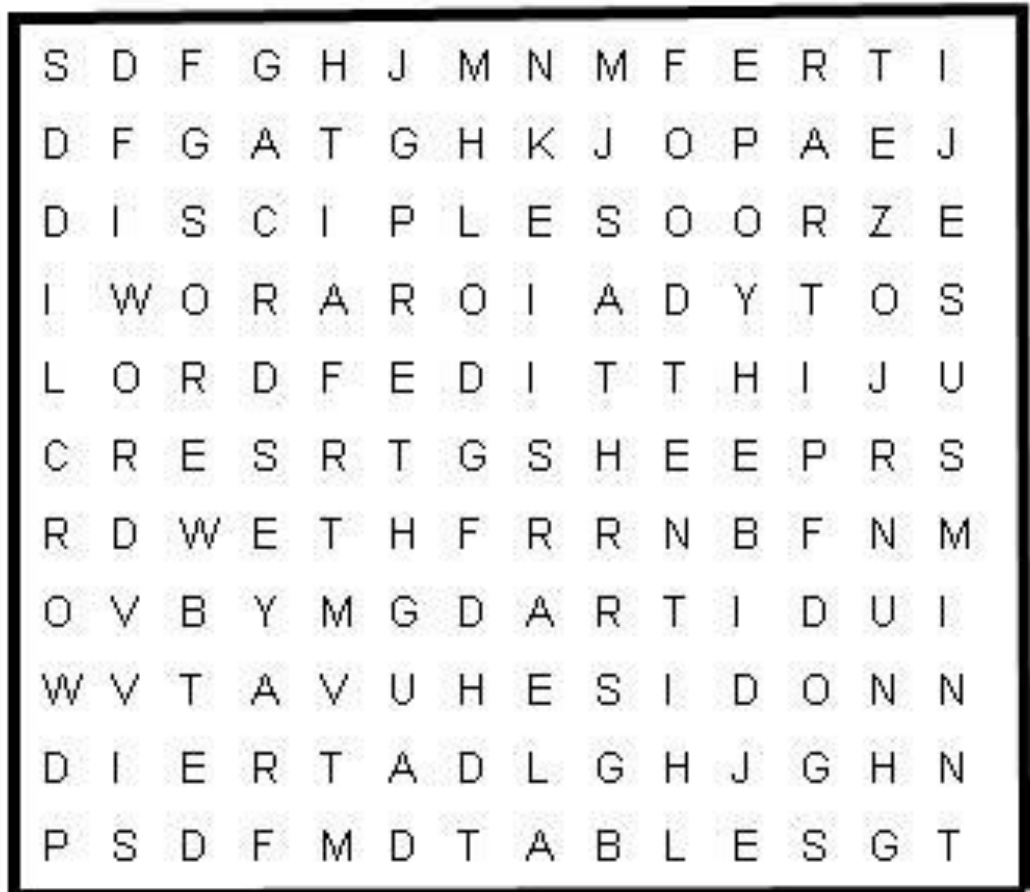 S D F G H J M N M F E R T I
D F G A T G H K J O P A E J
D I S C I P L E S O O R Z E
I W O R A R O I A D Y T O S
L O R D F E D I T T H I J U
C R E S R T G S H E E P R S
R D W E T H F R R N B F N M
O V B Y M G D A R T I D U I
W V T A V U H E S I D O N N
D I E R T A D L G H J G H N
P S D F M D T A B L E S G T